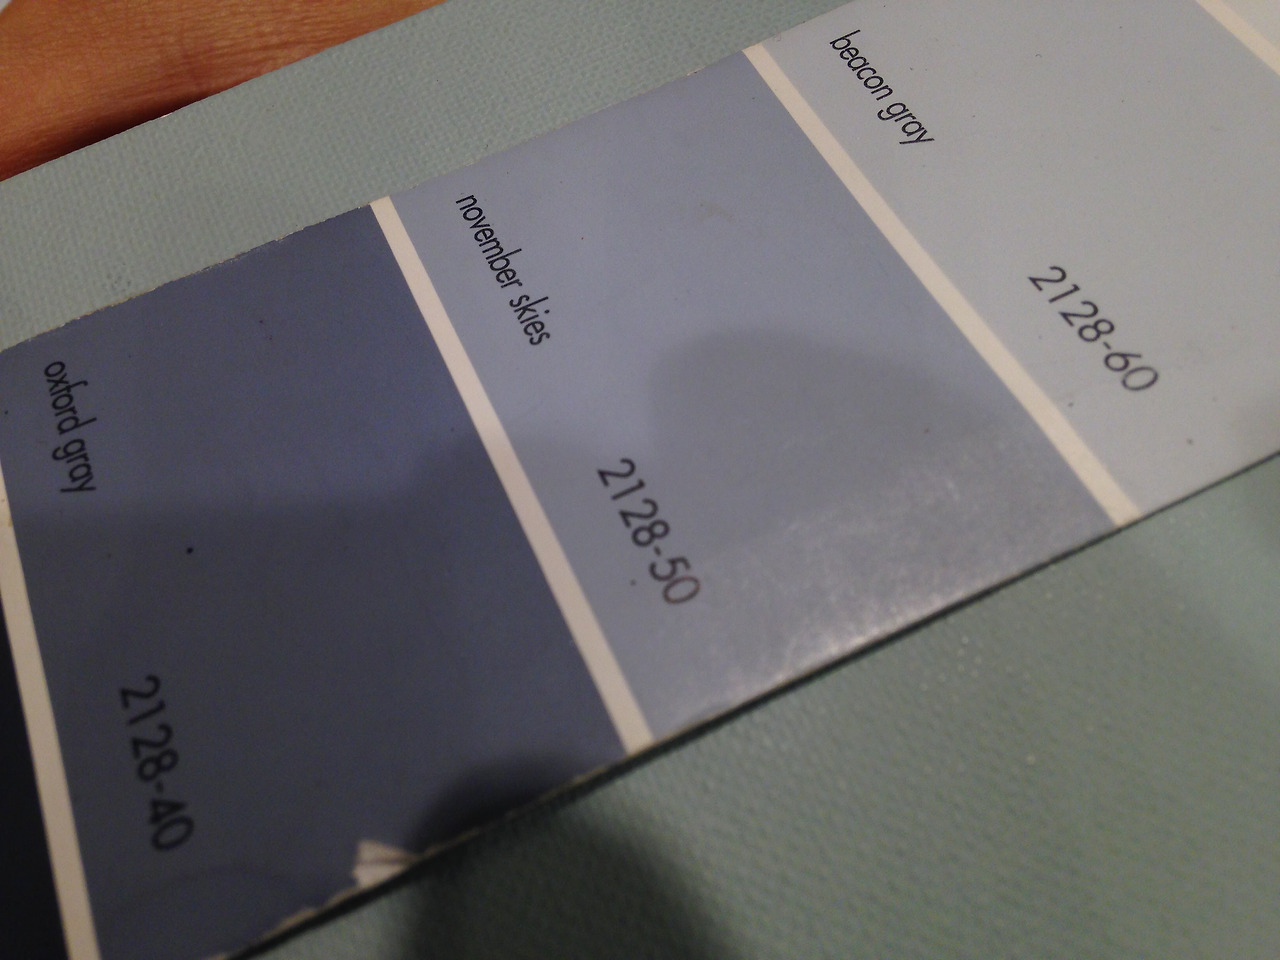 oxford gray
2128-40
november skies
2128-50
beacon gray
2128-60